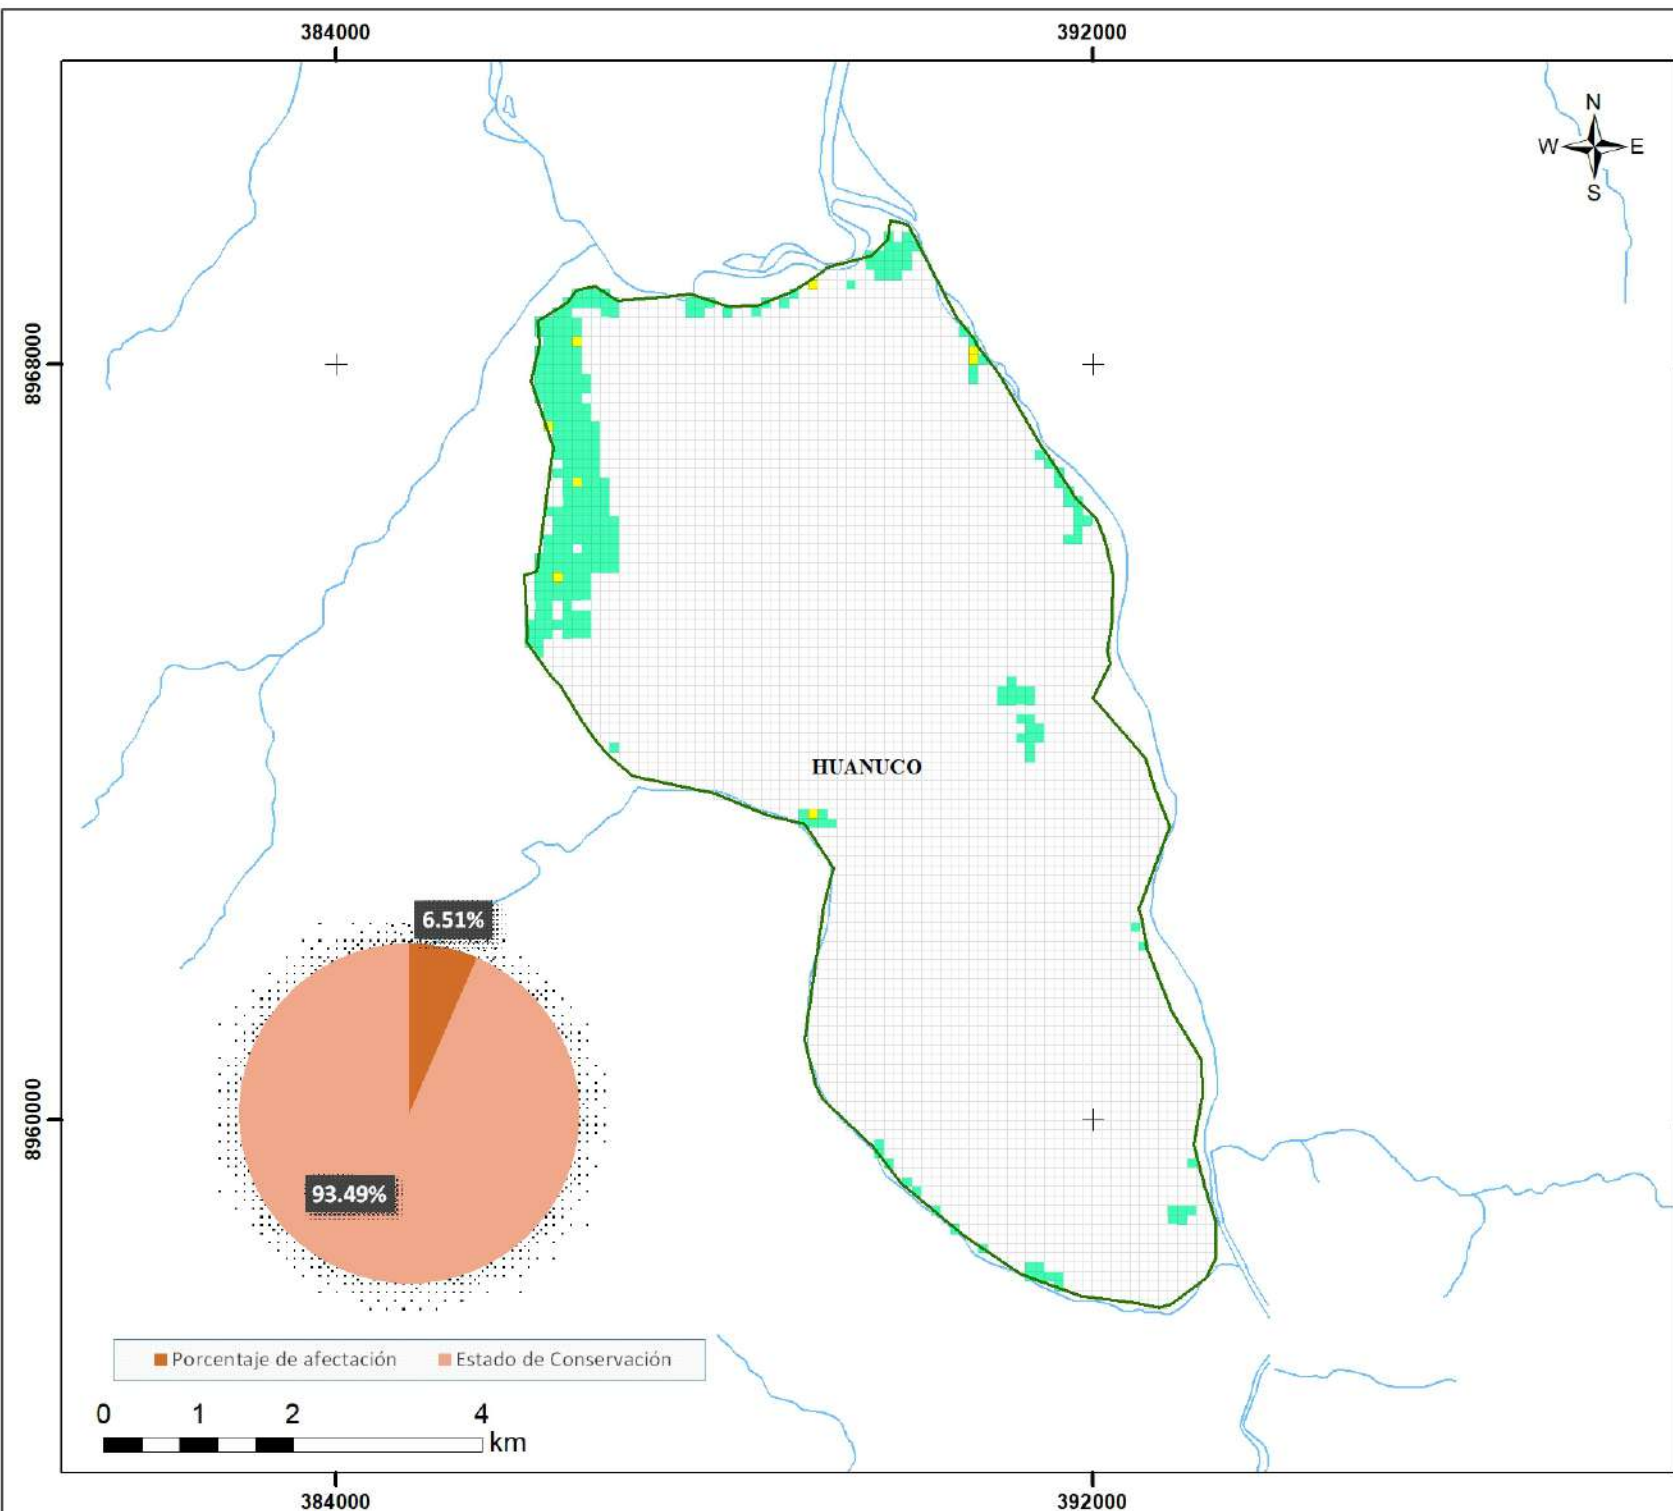 384000 392000
N
W E
S
8968000
HUANUCO
6.51%
8960000
93.49%
Porcentaje de afectación Estado de Conservación
0 1 2 4
km
384000 392000